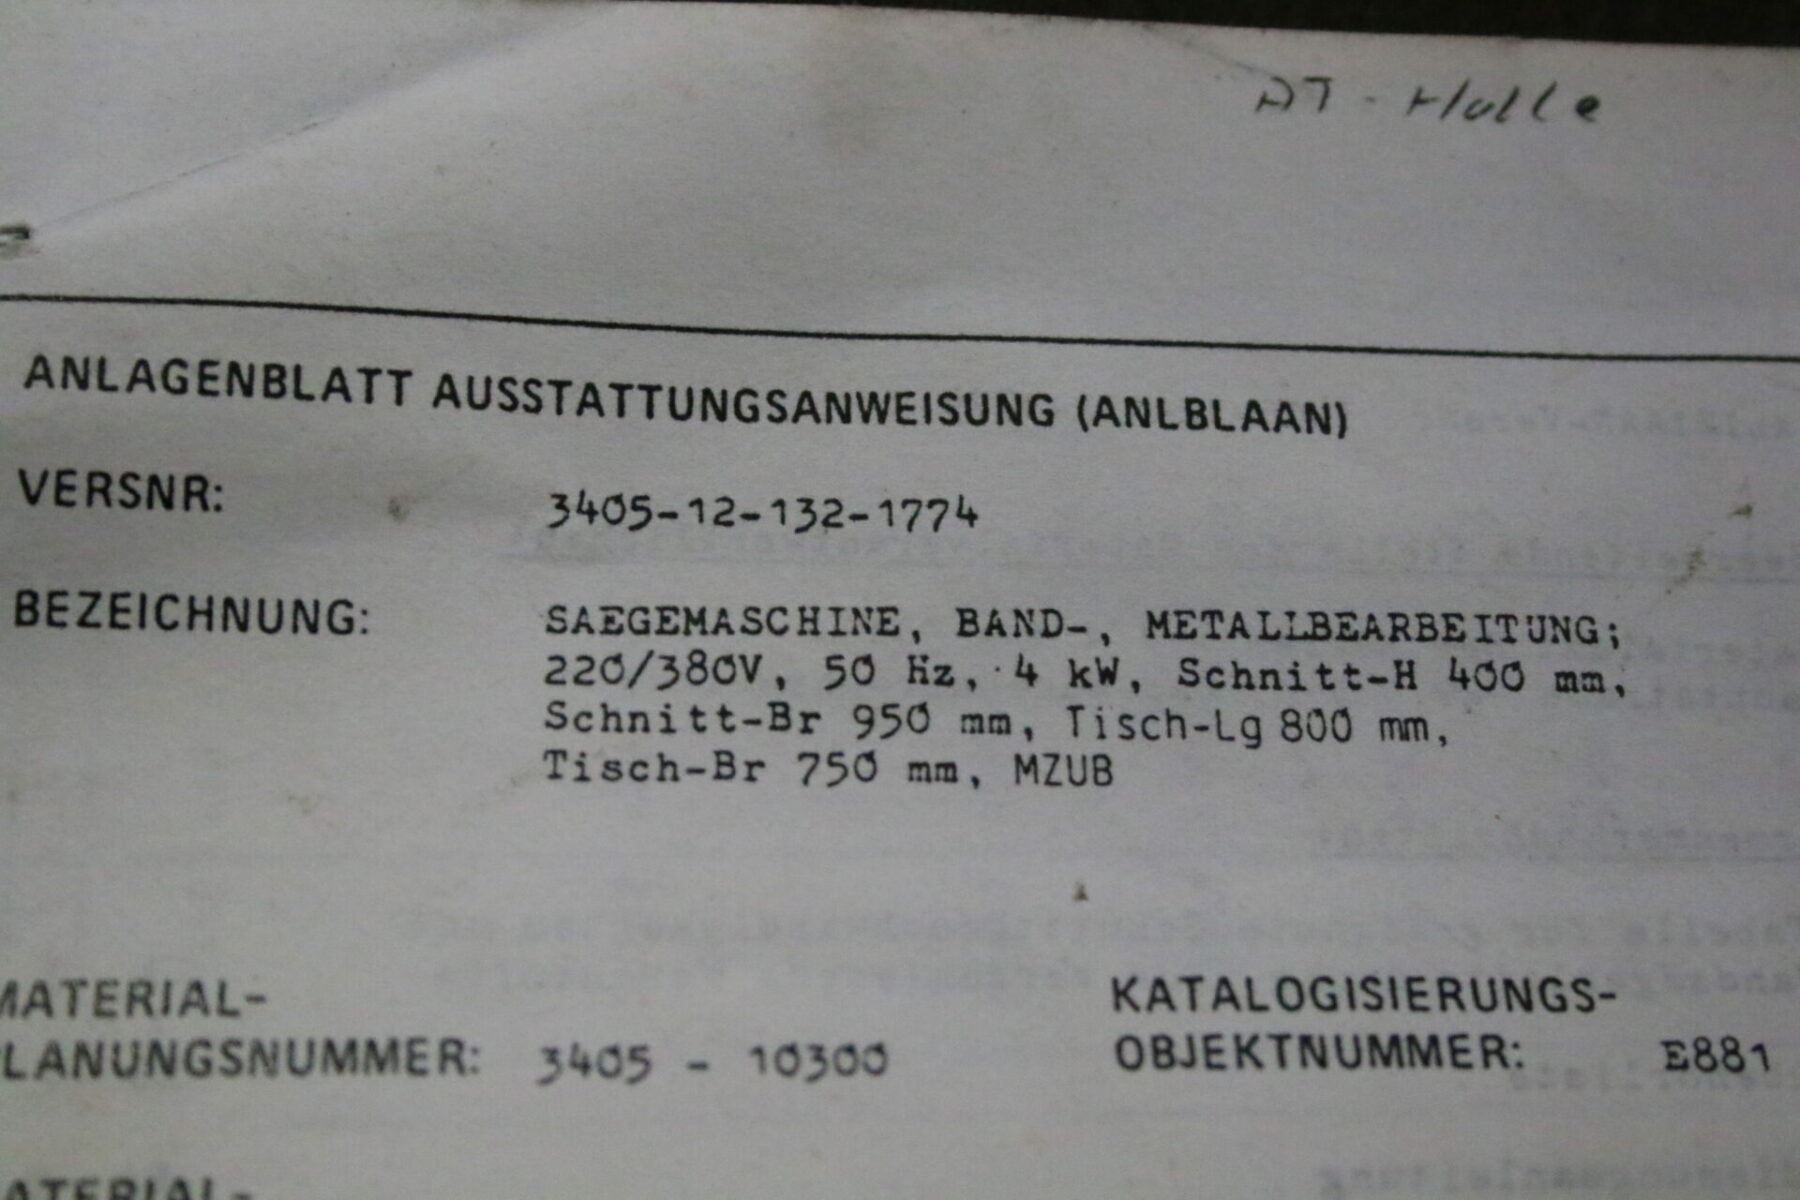 AT - Halle
ANLAGENBLATT AUSSTATTUNGSANWEISUNG (ANLBLAAN)
VERSNR: 3405-12-132-1774
BEZEICHNUNG: SAEGEMASCHINE, BAND-, METALLBEARBEITUNG;
220/380V, 50 Hz, 4 kW, Schnitt-H 400 mm,
Schnitt-Br 950 mm, Tisch-Lg 800 mm,
Tisch-Br 750 mm, MZUB
MATERIAL-
PLANUNGSNUMMER: 3405 - 10300
KATALOGISIERUNGS-
OBJEKTNUMMER: E881
MATERIAL-